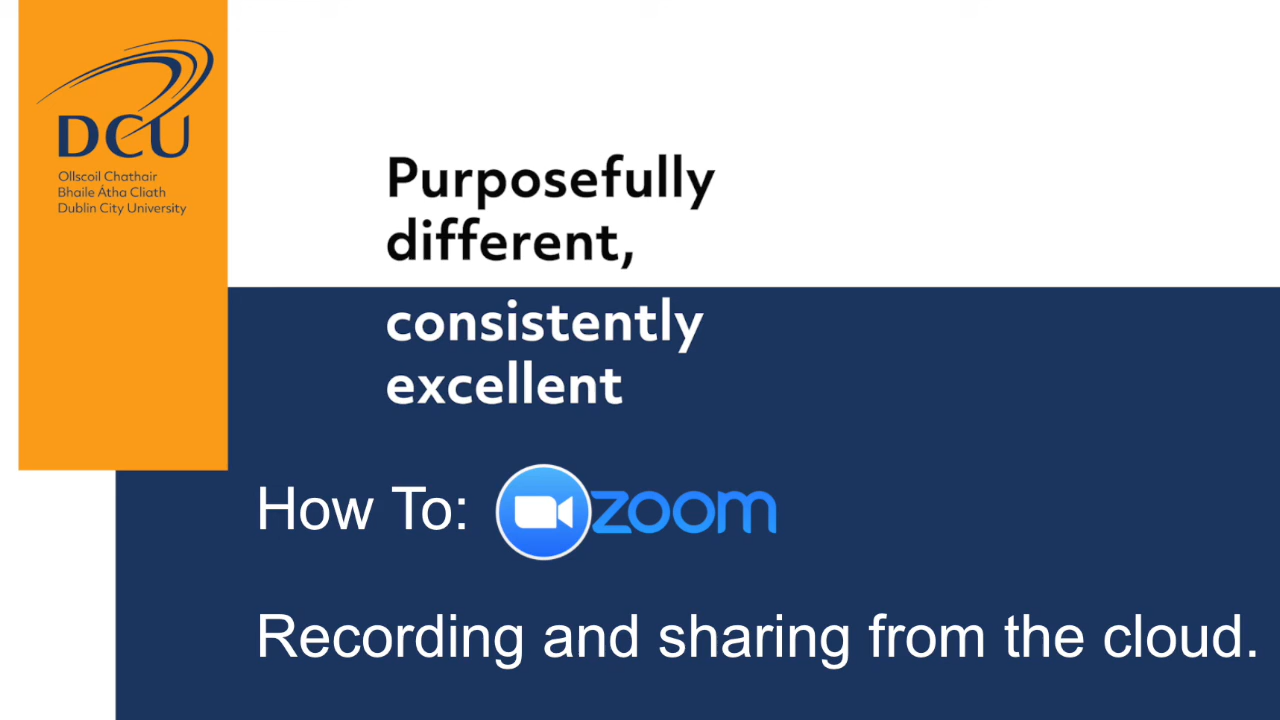 DCU
Ollscoil Chathair
Bhaile Átha Cliath
Dublin City University
Purposefully
different,
consistently
excellent
How To: zoom
Recording and sharing from the cloud.